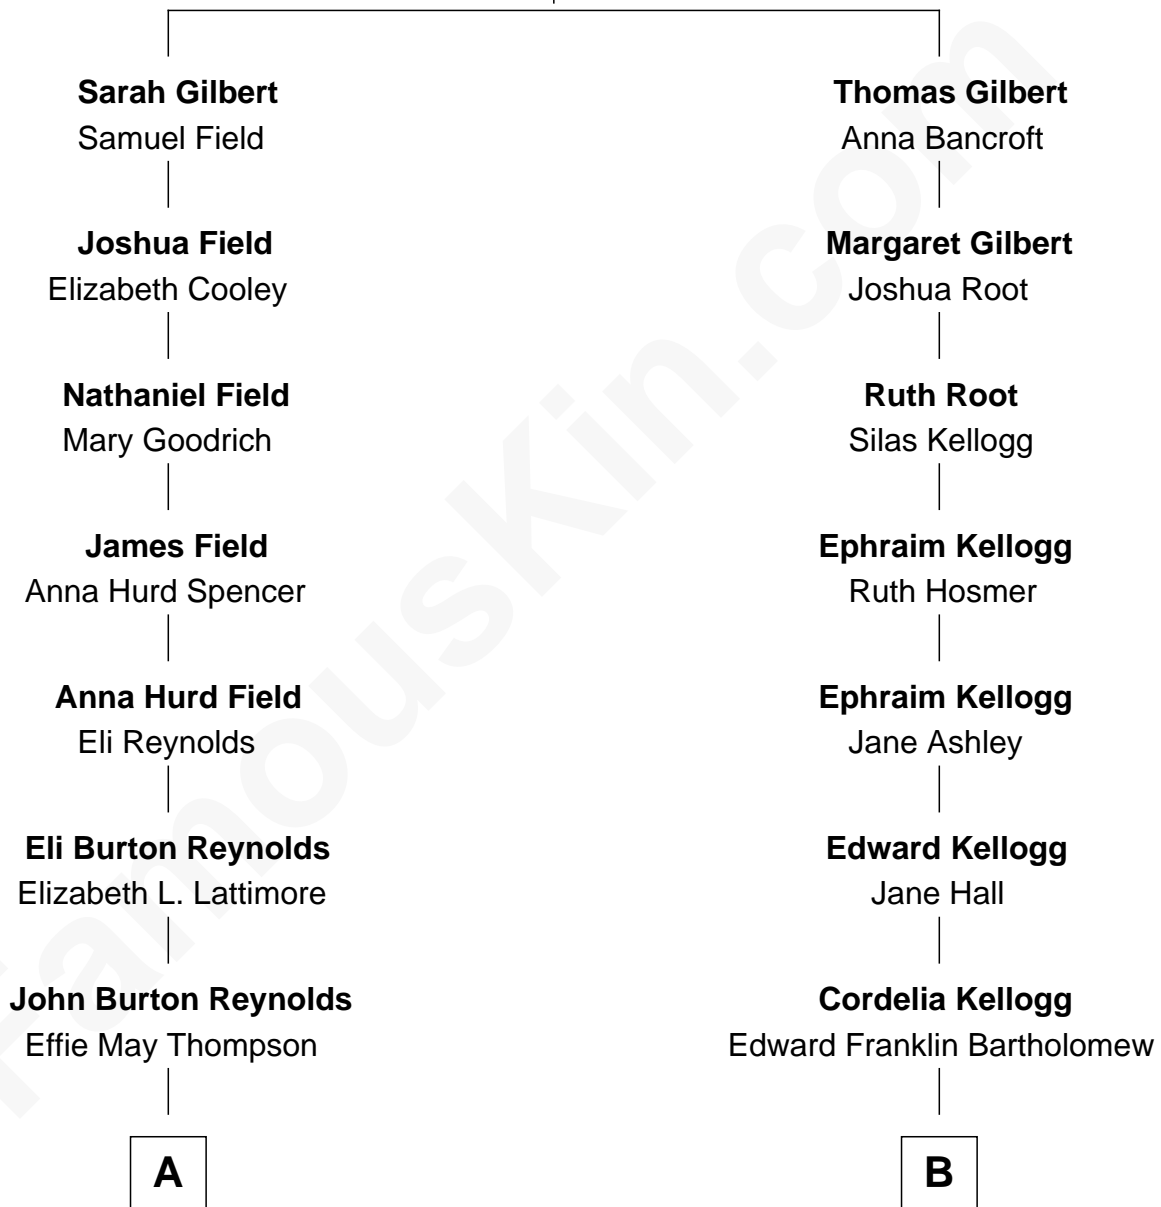 Sarah Gilbert
Samuel Field
Joshua Field
Elizabeth Cooley
Nathaniel Field
Mary Goodrich
James Field
Anna Hurd Spencer
Anna Hurd Field
Eli Reynolds
Eli Burton Reynolds
Elizabeth L. Lattimore
John Burton Reynolds
Effie May Thompson
A
Thomas Gilbert
Anna Bancroft
Margaret Gilbert
Joshua Root
Ruth Root
Silas Kellogg
Ephraim Kellogg
Ruth Hosmer
Ephraim Kellogg
Jane Ashley
Edward Kellogg
Jane Hall
Cordelia Kellogg
Edward Franklin Bartholomew
B
FamousKin.com